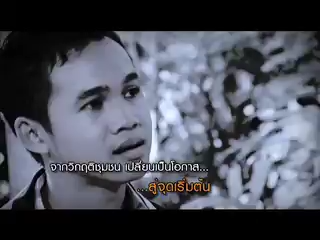 จากวิกฤติชุมชน เปลี่ยนเป็นโอกาส...
...สู่จุดเริ่มต้น